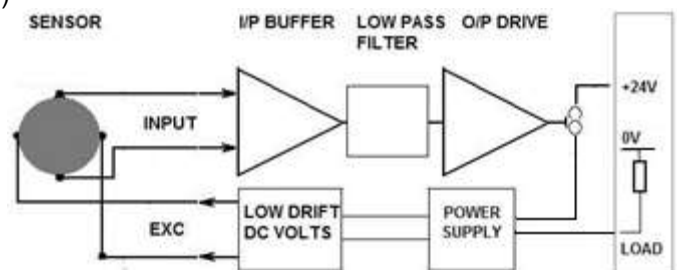 )
SENSOR
I/P BUFFER
LOW PASS
FILTER
O/P DRIVE
+24V
INPUT
0V
EXC
LOW DRIFT
DC VOLTS
POWER
SUPPLY
LOAD